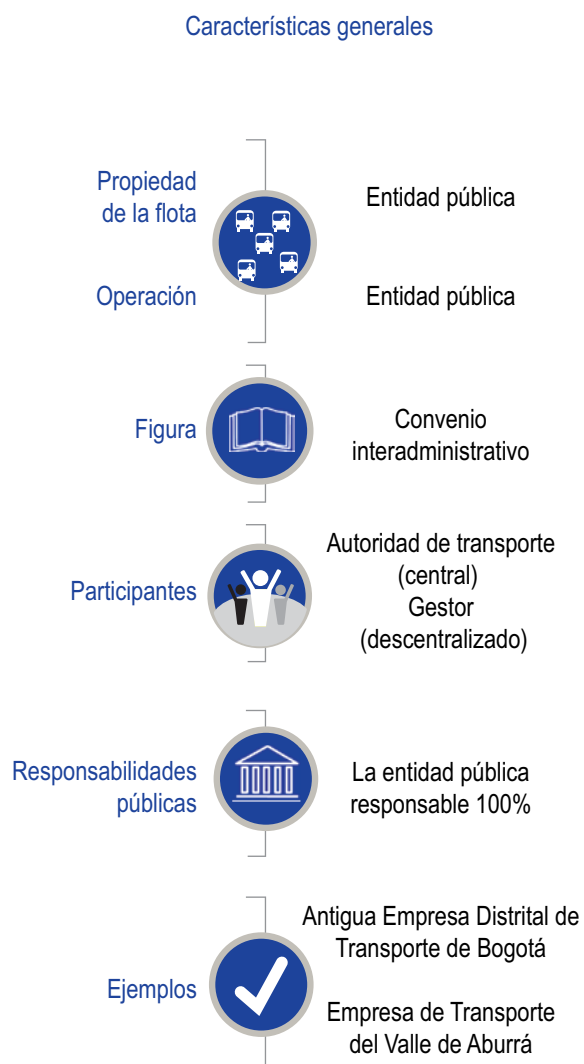 Características generales
Propiedad
de la flota
Entidad pública
Operación
Entidad pública
Figura
Convenio
interadministrativo
Participantes
Autoridad de transporte
(central)
Gestor
(descentralizado)
Responsabilidades
públicas
La entidad pública
responsable 100%
Ejemplos
Antigua Empresa Distrital de
Transporte de Bogotá
Empresa de Transporte
del Valle de Aburrá